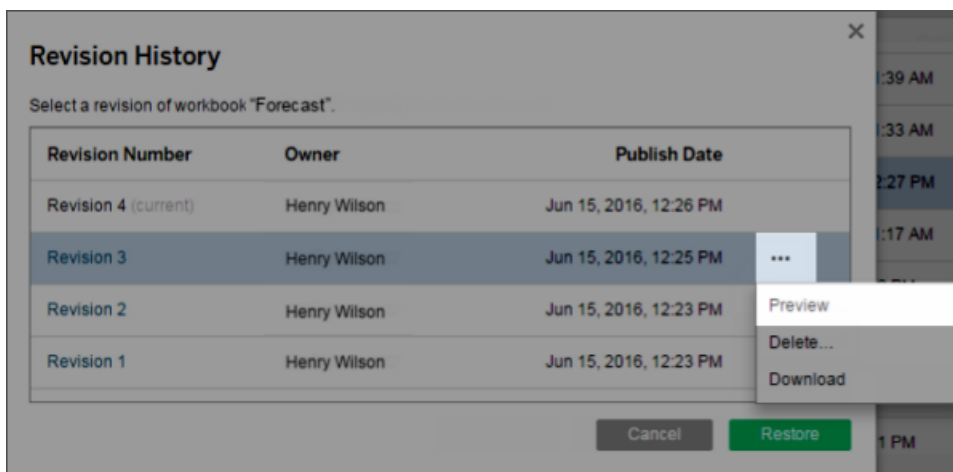 Revision History
Select a revision of workbook "Forecast".
Revision Number Owner Publish Date
Revision 4 (current) Henry Wilson Jun 15, 2016, 12:26 PM
Revision 3 Henry Wilson Jun 15, 2016, 12:25 PM ...
Revision 2 Henry Wilson Jun 15, 2016, 12:23 PM
Revision 1 Henry Wilson Jun 15, 2016, 12:23 PM
Preview
Delete...
Download
Cancel Restore
:39 AM
:33 AM
2:27 PM
:17 AM
1 PM